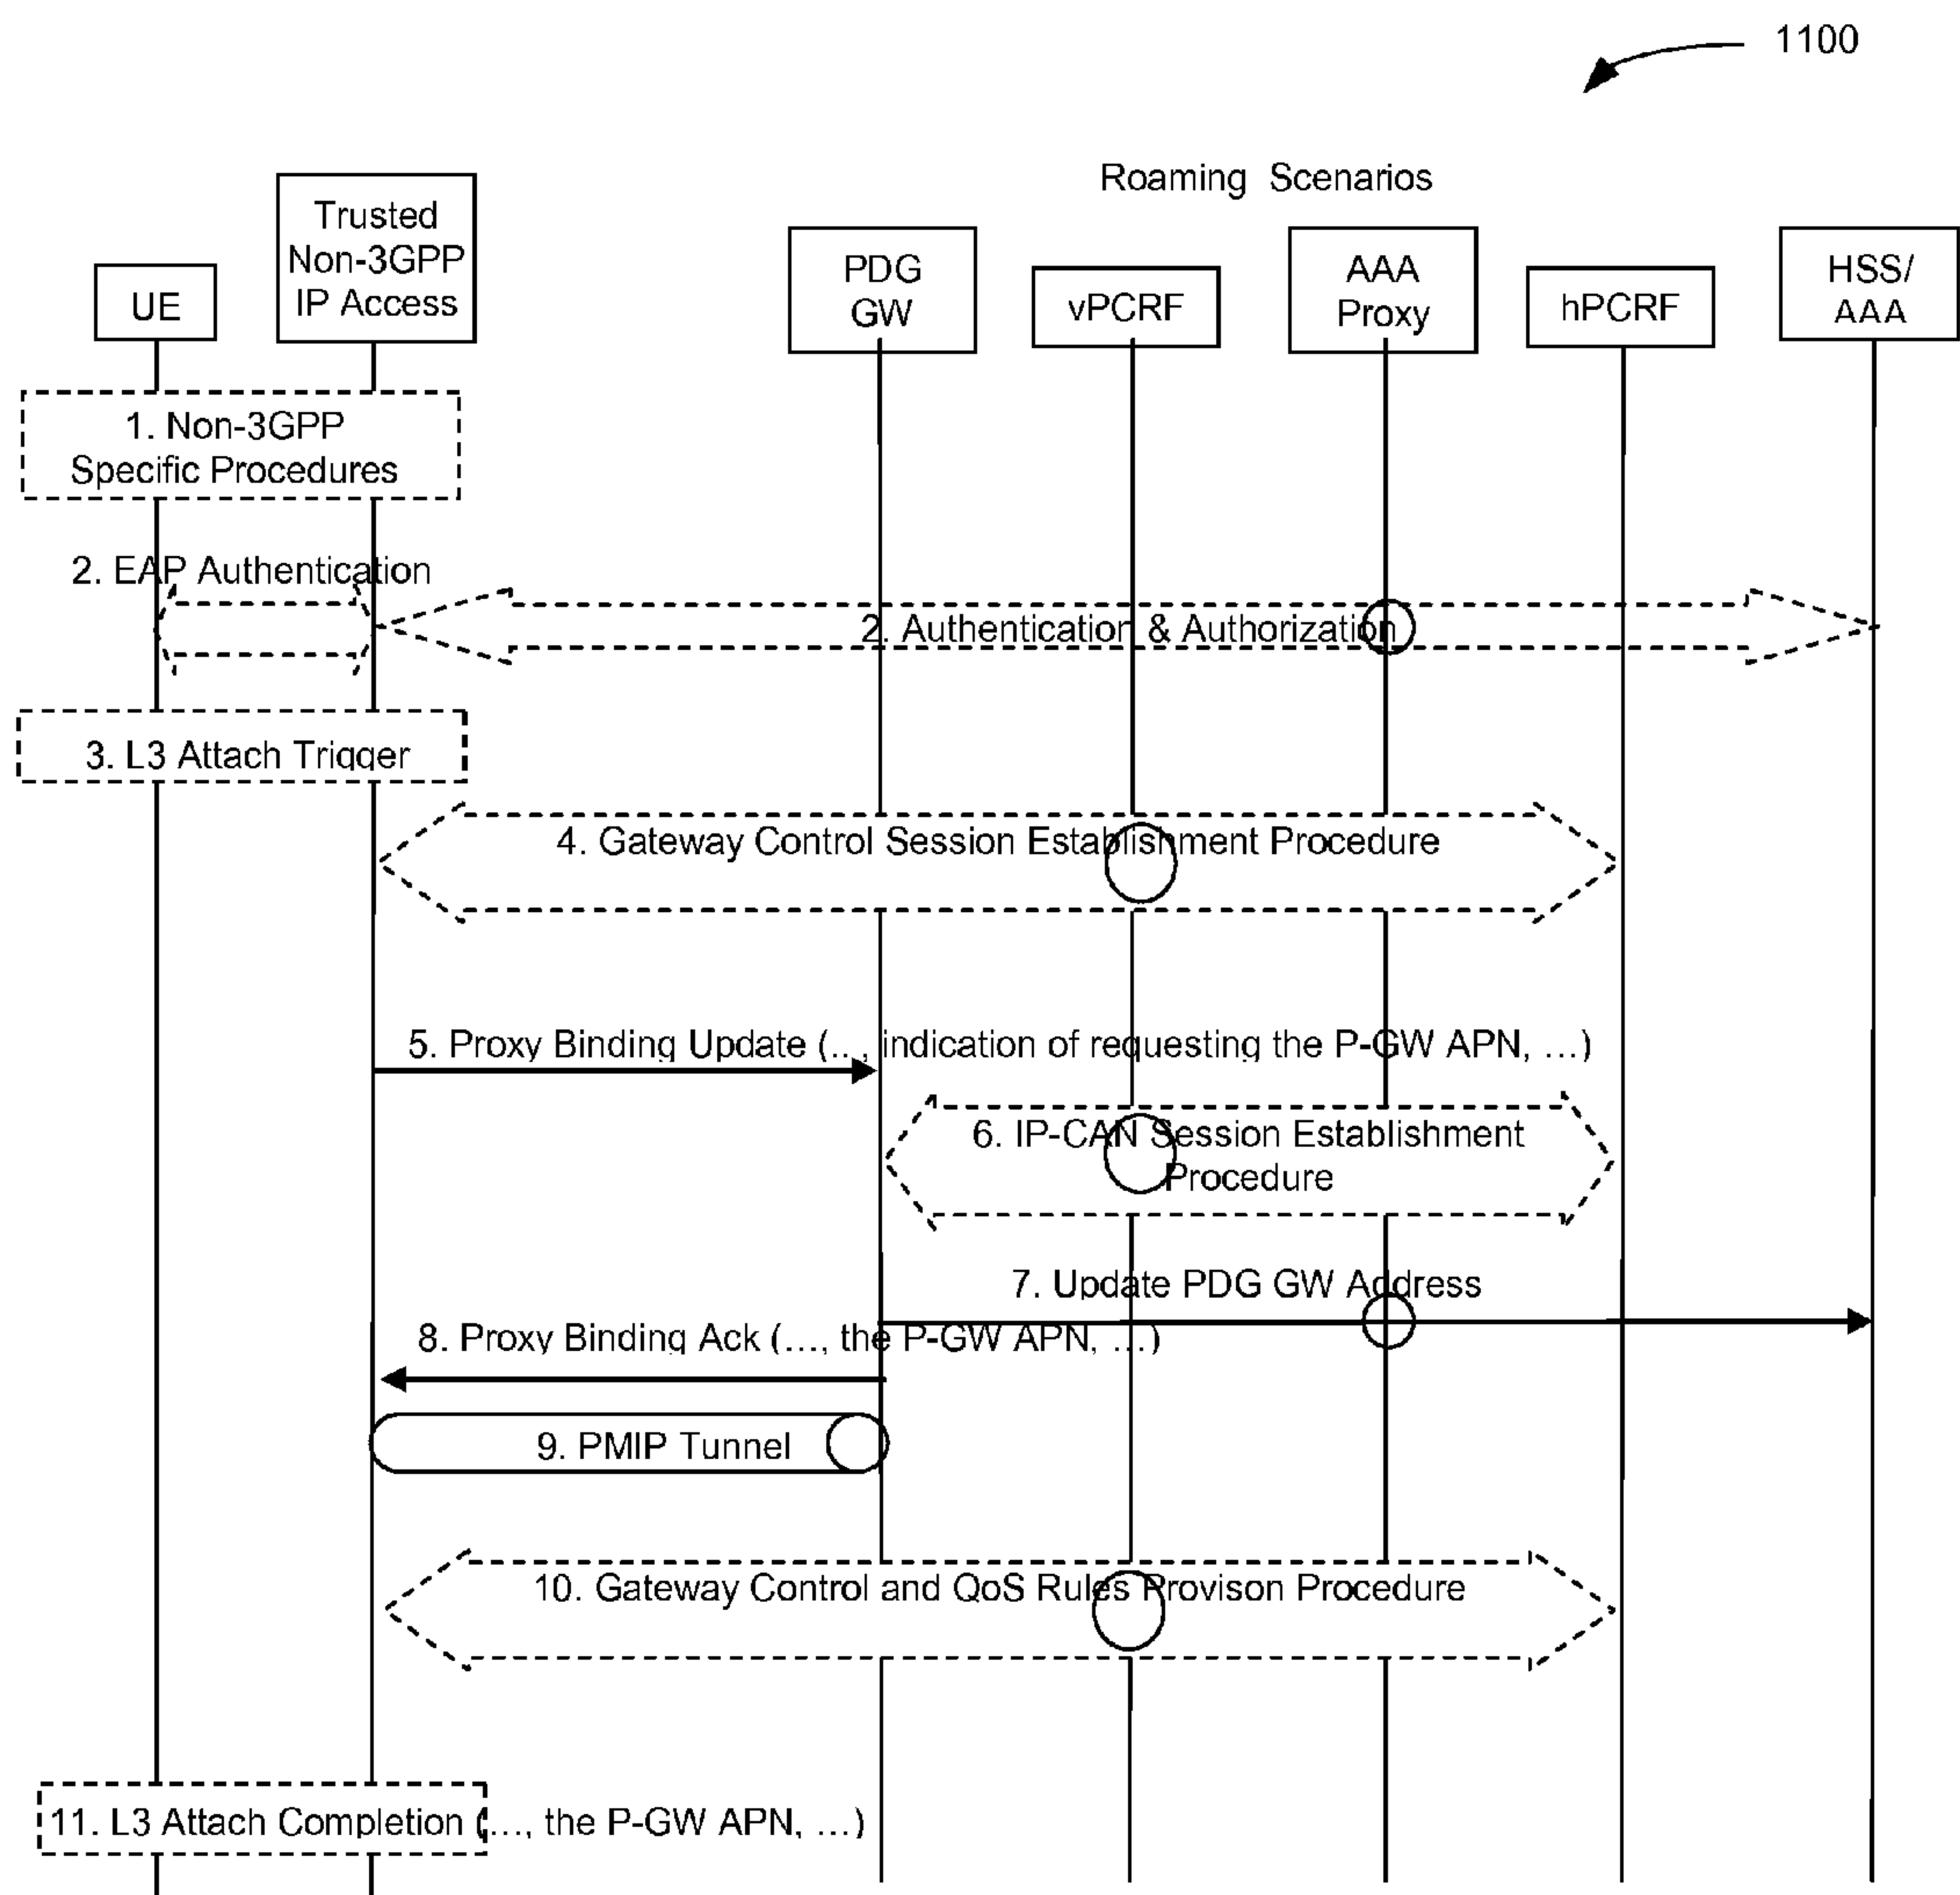 1100
Roaming Scenarios
Trusted
Non-3GPP
IP Access
UE
PDG
GW
vPCRF
AAA
Proxy
hPCRF
HSS/
AAA
1. Non-3GPP
Specific Procedures
2. EAP Authentication
2. Authentication & Authorization
3. L3 Attach Trigger
4. Gateway Control Session Establishment Procedure
5. Proxy Binding Update (..., indication of requesting the P-GW APN, ...)
6. IP-CAN Session Establishment
Procedure
7. Update PDG GW Address
8. Proxy Binding Ack (..., the P-GW APN, ...)
9. PMIP Tunnel
10. Gateway Control and QoS Rules Provison Procedure
11. L3 Attach Completion (..., the P-GW APN, ...)